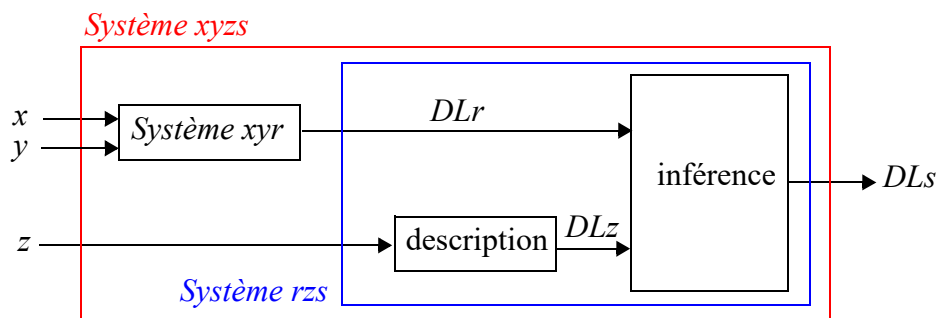 Système xyzs
x
y
Système xyr
DLr
inférence
DLs
z
description
DLz
Système rzs